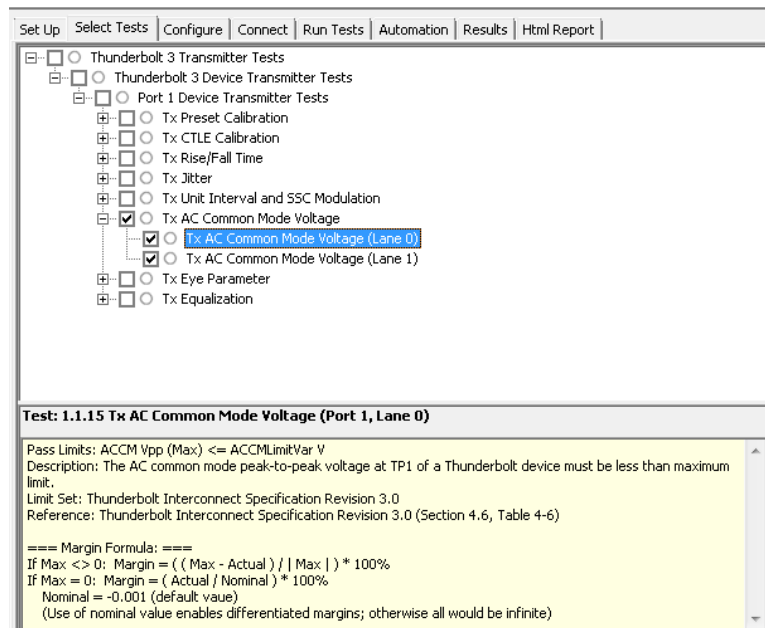 Set Up Select Tests Configure Connect Run Tests Automation Results Html Report
Thunderbolt 3 Transmitter Tests
Thunderbolt 3 Device Transmitter Tests
Port 1 Device Transmitter Tests
Tx Preset Calibration
Tx CTLE Calibration
Tx Rise/Fall Time
Tx Jitter
Tx Unit Interval and SSC Modulation
Tx AC Common Mode Voltage
Tx AC Common Mode Voltage (Lane 0)
Tx AC Common Mode Voltage (Lane 1)
Tx Eye Parameter
Tx Equalization
Test: 1.1.15 Tx AC Common Mode Voltage (Port 1, Lane 0)
Pass Limits: ACCM Vpp (Max) <= ACCMLimitVar V
Description: The AC common mode peak-to-peak voltage at TP1 of a Thunderbolt device must be less than maximum
limit.
Limit Set: Thunderbolt Interconnect Specification Revision 3.0
Reference: Thunderbolt Interconnect Specification Revision 3.0 (Section 4.6, Table 4-6)
=== Margin Formula: ===
If Max <> 0: Margin = ( ( Max - Actual ) / | Max | ) * 100%
If Max = 0: Margin = ( Actual / Nominal ) * 100%
Nominal = -0.001 (default vaue)
(Use of nominal value enables differentiated margins; otherwise all would be infinite)